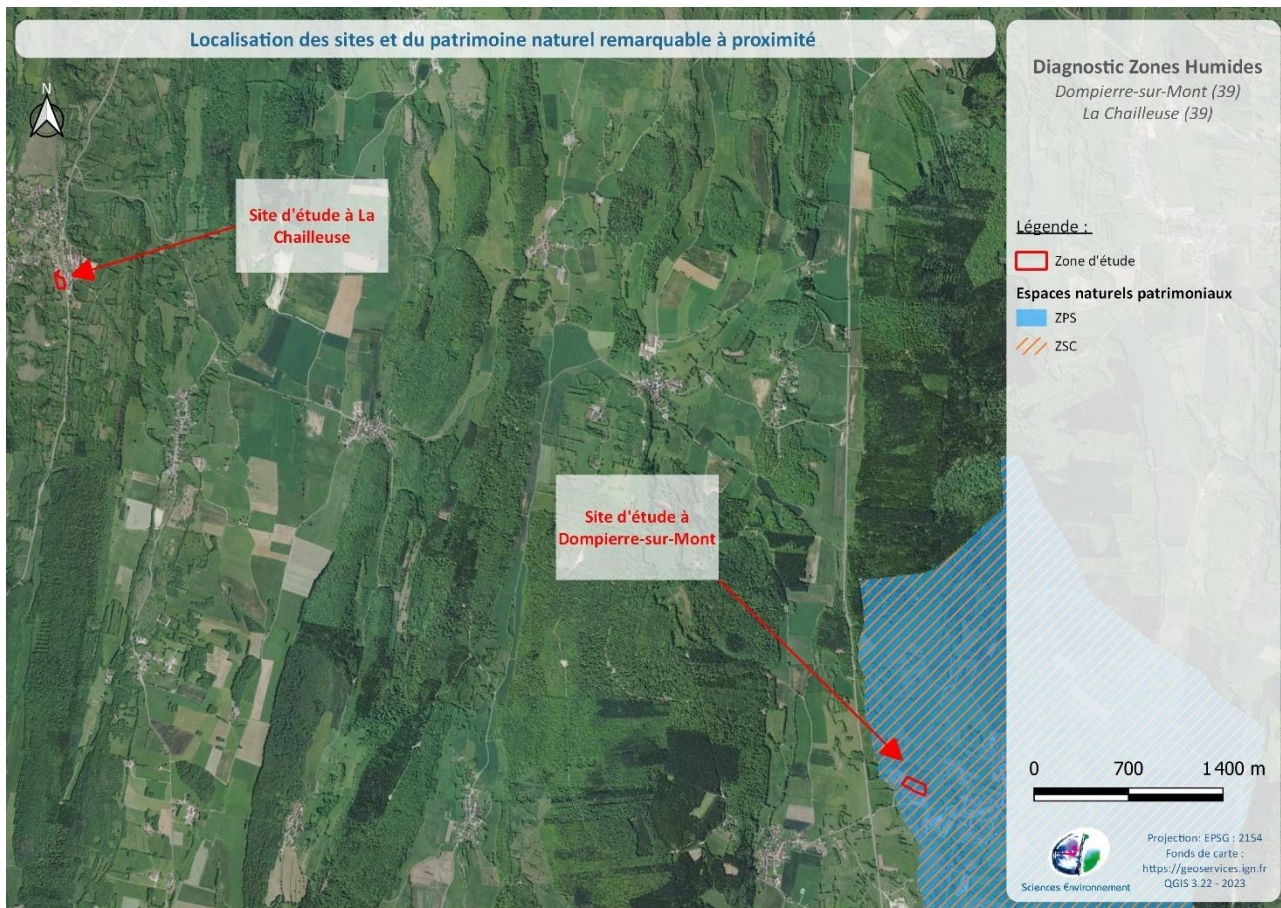 Localisation des sites et du patrimoine naturel remarquable à proximité
N
Site d'étude à La
Chailleuse
Site d'étude à
Dompierre-sur-Mont
Diagnostic Zones Humides
Dompierre-sur-Mont (39)
La Chailleuse (39)
Légende :
Zone d'étude
Espaces naturels patrimoniaux
ZPS
ZSC
0 700 1 400 m
Sciences Environnement
Projection: EPSG : 2154
Fonds de carte :
https://geoservices.ign.fr
QGIS 3.22 - 2023